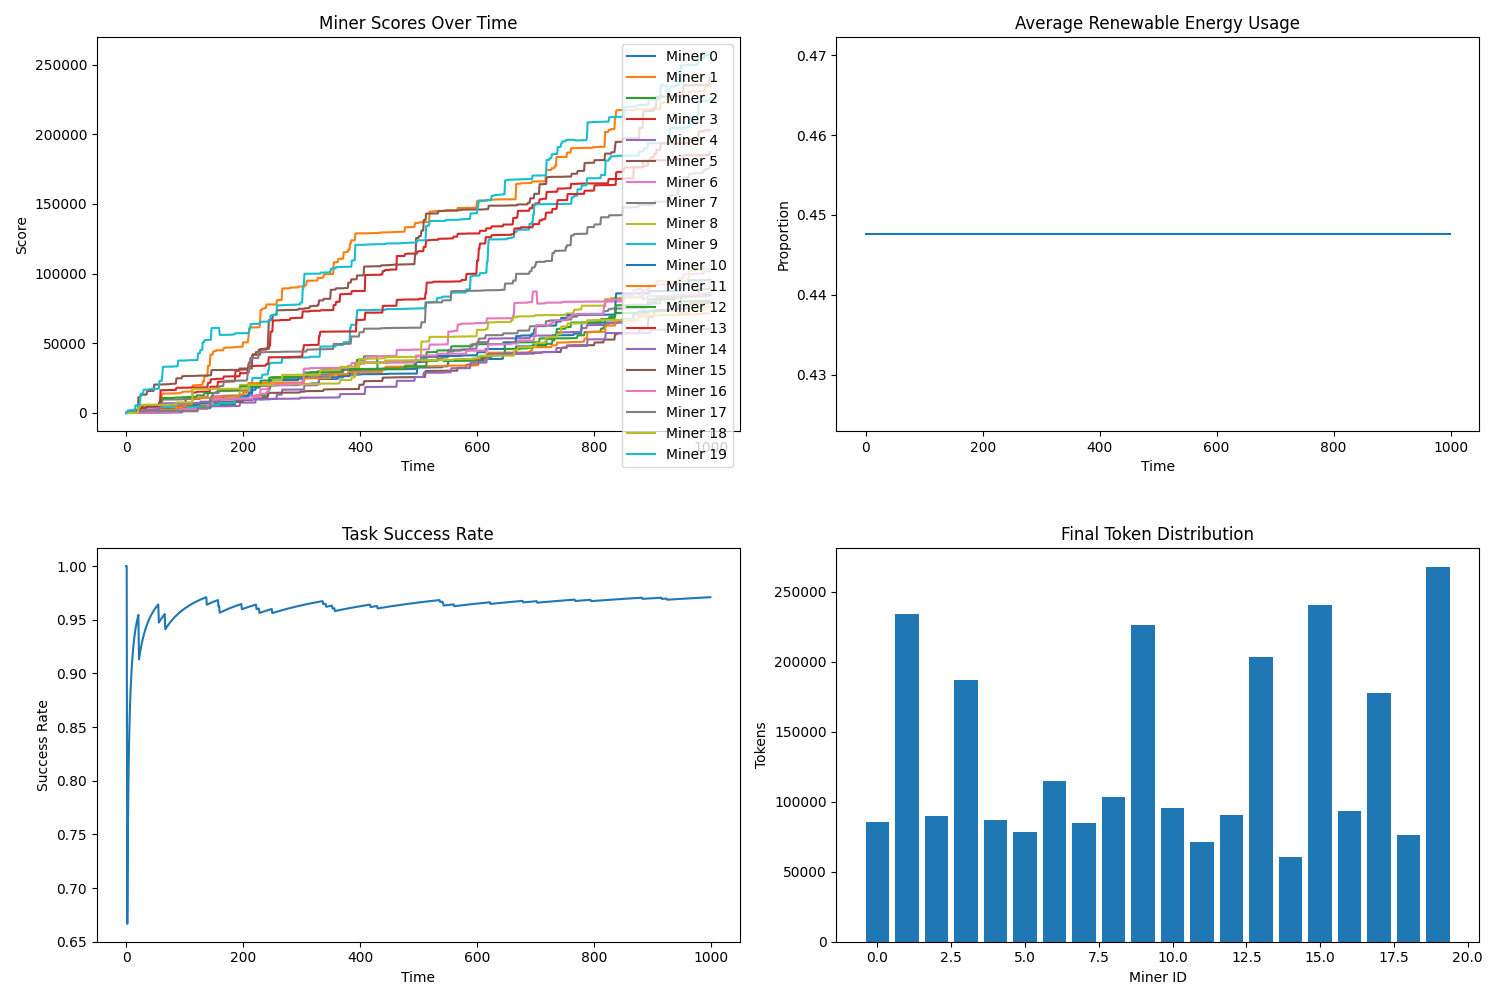 Miner Scores Over Time
Score
250000
200000
150000
100000
50000
0
0
200
400
600
800
1000
Time
Miner 0
Miner 1
Miner 2
Miner 3
Miner 4
Miner 5
Miner 6
Miner 7
Miner 8
Miner 9
Miner 10
Miner 11
Miner 12
Miner 13
Miner 14
Miner 15
Miner 16
Miner 17
Miner 18
Miner 19
Average Renewable Energy Usage
Proportion
0.47
0.46
0.45
0.44
0.43
0
200
400
600
800
1000
Time
Task Success Rate
Success Rate
1.00
0.95
0.90
0.85
0.80
0.75
0.70
0.65
0
200
400
600
800
1000
Time
Final Token Distribution
Tokens
250000
200000
150000
100000
50000
0
0.0
2.5
5.0
7.5
10.0
12.5
15.0
17.5
20.0
Miner ID